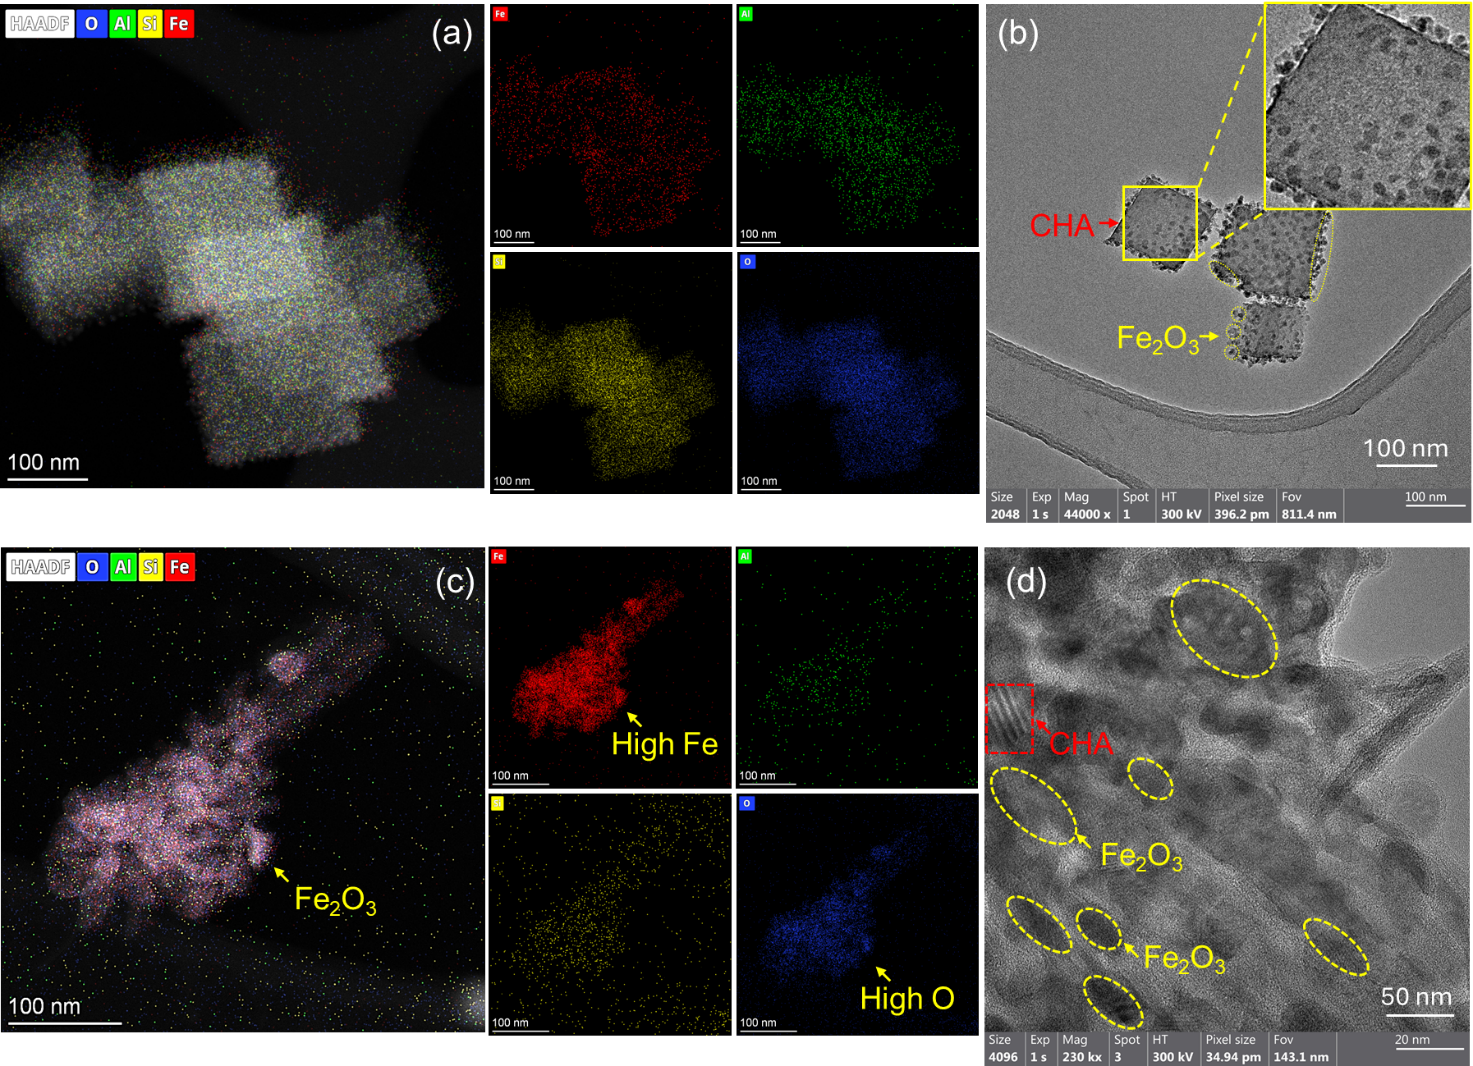 HAADF O Al Si Fe
(a)
100 nm
Fe
100 nm
Al
100 nm
Si
100 nm
O
100 nm
(b)
CHA
Fe₂O₃
100 nm
Size Exp Mag Spot HT Pixel size Fov
2048 1 s 44000 x 1 300 kV 396.2 pm 811.4 nm
100 nm
HAADF O Al Si Fe
(c)
Fe₂O₃
100 nm
Fe
High Fe
100 nm
Al
100 nm
Si
100 nm
O
High O
100 nm
(d)
CHA
Fe₂O₃
Fe₂O₃
50 nm
Size Exp Mag Spot HT Pixel size Fov
4096 1 s 230 kx 3 300 kV 34.94 pm 143.1 nm
20 nm